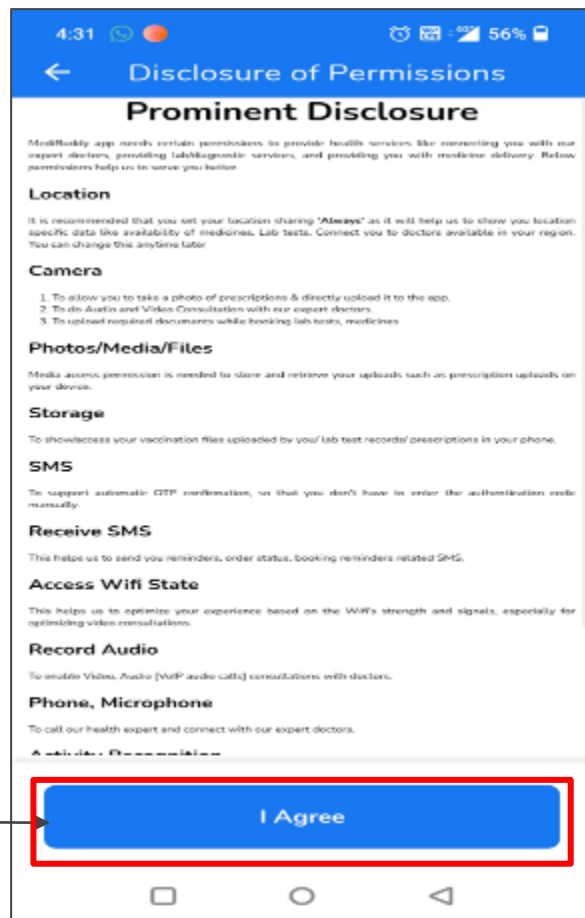 4:31 56%
Disclosure of Permissions
Prominent Disclosure
MediBuddy app needs certain permissions to provide health services like connecting you with our
expert doctors, providing lab/diagnostic services, and providing you with medicine delivery. Below
permissions help us to serve you better.
Location
It is recommended that you set your location sharing 'Always' as it will help us to show you location
specific data like availability of medicines, Lab tests, Connect you to doctors available in your region.
You can change this anytime later
Camera
1. To allow you to take a photo of prescriptions & directly upload it to the app.
2. To do Audio and Video Consultation with our expert doctors.
3. To upload required documents while booking lab tests, medicines
Photos/Media/Files
Media access permission is needed to store and retrieve your uploads such as prescription uploads on
your device.
Storage
To show/access your vaccination files uploaded by you/ lab test records/ prescriptions in your phone.
SMS
To support automatic OTP confirmation, so that you don't have to enter the authentication code
manually.
Receive SMS
This helps us to send you reminders, order status, booking reminders related SMS.
Access Wifi State
This helps us to optimize your experience based on the Wifi's strength and signals, especially for
optimizing video consultations.
Record Audio
To enable Video, Audio [VoIP audio calls] consultations with doctors.
Phone, Microphone
To call our health expert and connect with our expert doctors.
Activity Recognition
I Agree